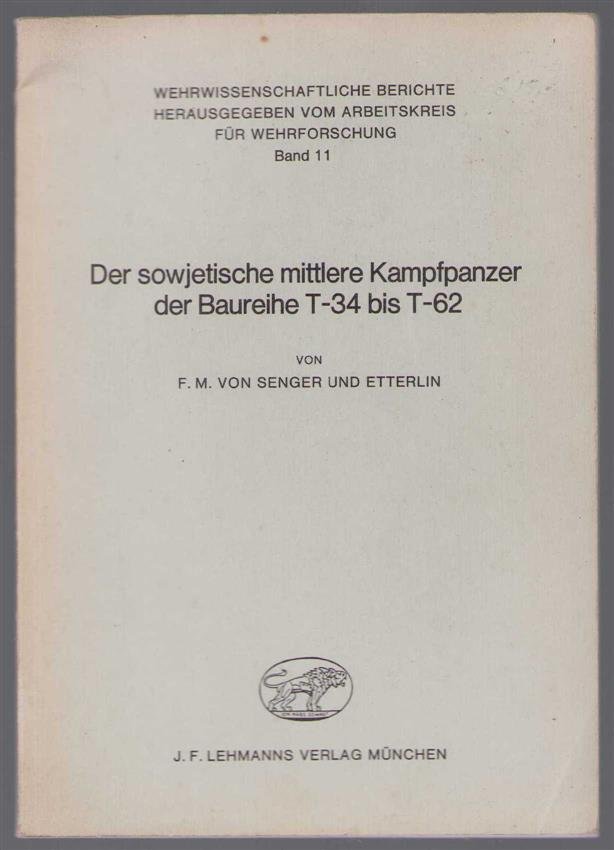 WEHRWISSENSCHAFTLICHE BERICHTE
HERAUSGEGEBEN VOM ARBEITSKREIS
FÜR WEHRFORSCHUNG
Band 11
Der sowjetische mittlere Kampfpanzer
der Baureihe T-34 bis T-62
VON
F. M. VON SENGER UND ETTERLIN
J. F. LEHMANNS VERLAG MÜNCHEN